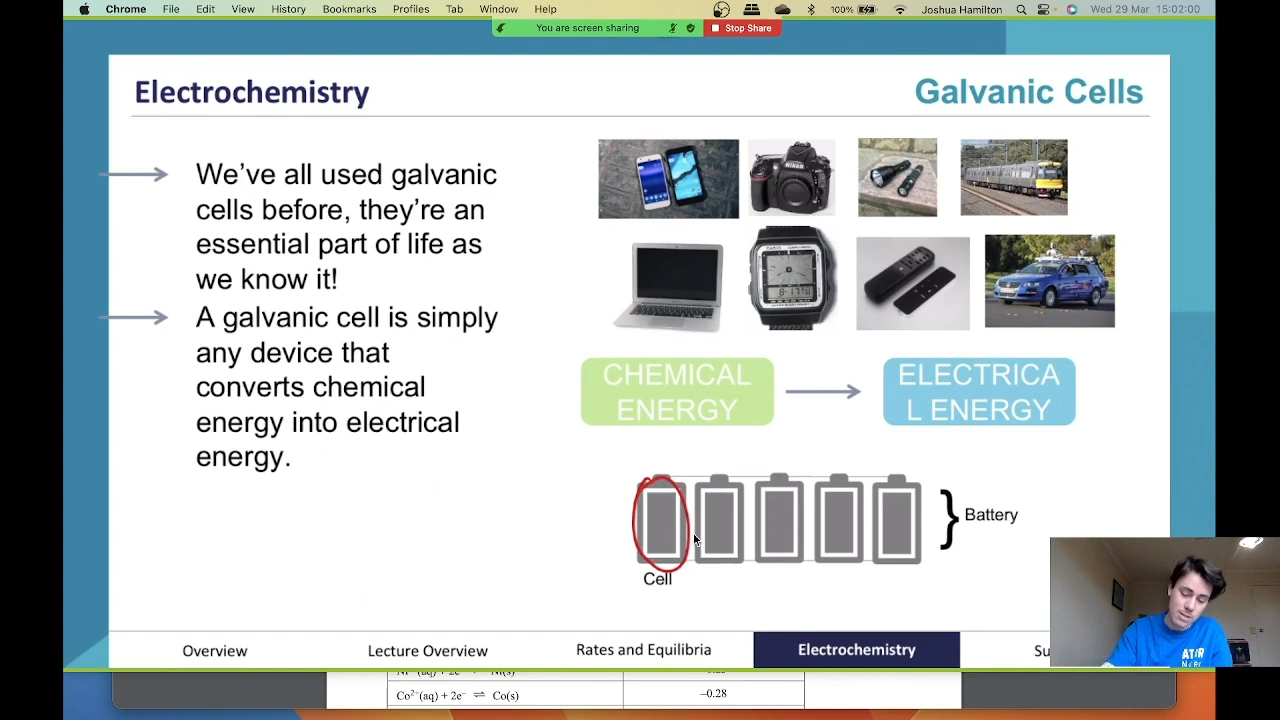 Chrome File Edit View History Bookmarks Profiles Tab Window Help 100% Joshua Hamilton Wed 29 Mar 15:02:00
You are screen sharing Stop Share
Electrochemistry
Galvanic Cells
We've all used galvanic
cells before, they're an
essential part of life as
we know it!
A galvanic cell is simply
any device that
converts chemical
energy into electrical
energy.
Nikon
CASIO
CHEMICAL
ENERGY
ELECTRICA
L ENERGY
Battery
Cell
Overview Lecture Overview Rates and Equilibria Electrochemistry Su
Co²⁺(aq) + 2e⁻ ⇌ Co(s) –0.28